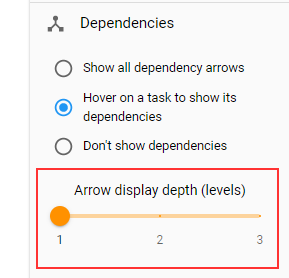 Dependencies
Show all dependency arrows
Hover on a task to show its
dependencies
Don't show dependencies
Arrow display depth (levels)
1 2 3